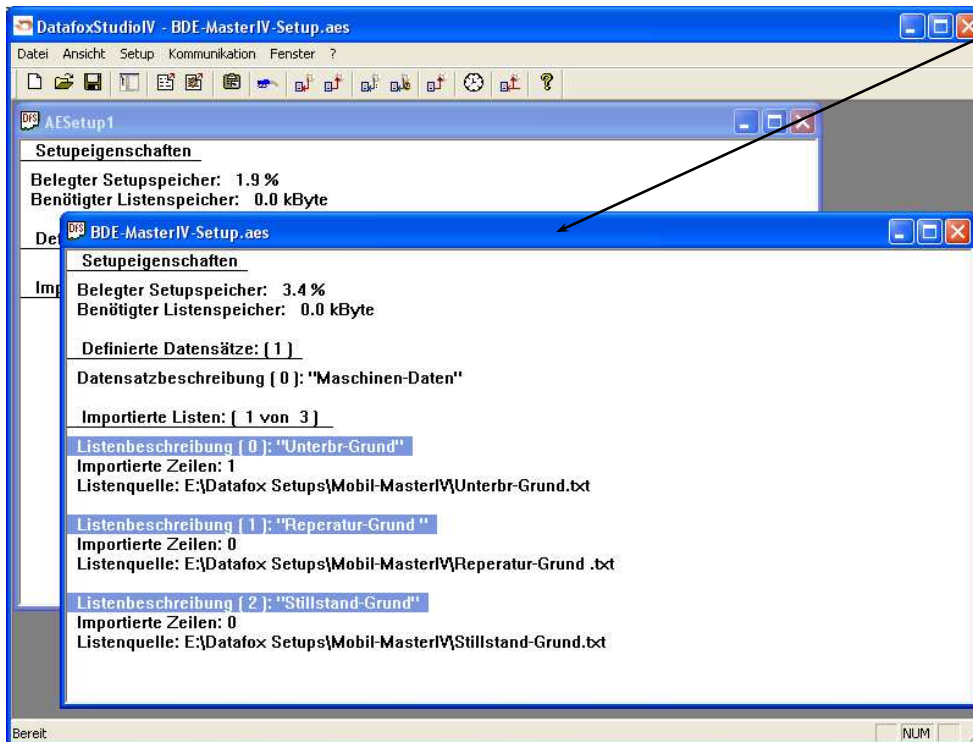 DatafoxStudioIV - BDE-MasterIV-Setup.aes
Datei Ansicht Setup Kommunikation Fenster ?
DFS AESetup1
Setupeigenschaften
Belegter Setupspeicher: 1.9 %
Benötigter Listenspeicher: 0.0 kByte
Def
Imp
DFS BDE-MasterIV-Setup.aes
Setupeigenschaften
Belegter Setupspeicher: 3.4 %
Benötigter Listenspeicher: 0.0 kByte
Definierte Datensätze: ( 1 )
Datensatzbeschreibung ( 0 ): "Maschinen-Daten"
Importierte Listen: ( 1 von 3 )
Listenbeschreibung ( 0 ): "Unterbr-Grund"
Importierte Zeilen: 1
Listenquelle: E:\Datafox Setups\Mobil-MasterIV\Unterbr-Grund.txt
Listenbeschreibung ( 1 ): "Reperatur-Grund "
Importierte Zeilen: 0
Listenquelle: E:\Datafox Setups\Mobil-MasterIV\Reperatur-Grund .txt
Listenbeschreibung ( 2 ): "Stillstand-Grund"
Importierte Zeilen: 0
Listenquelle: E:\Datafox Setups\Mobil-MasterIV\Stillstand-Grund.txt
Bereit NUM